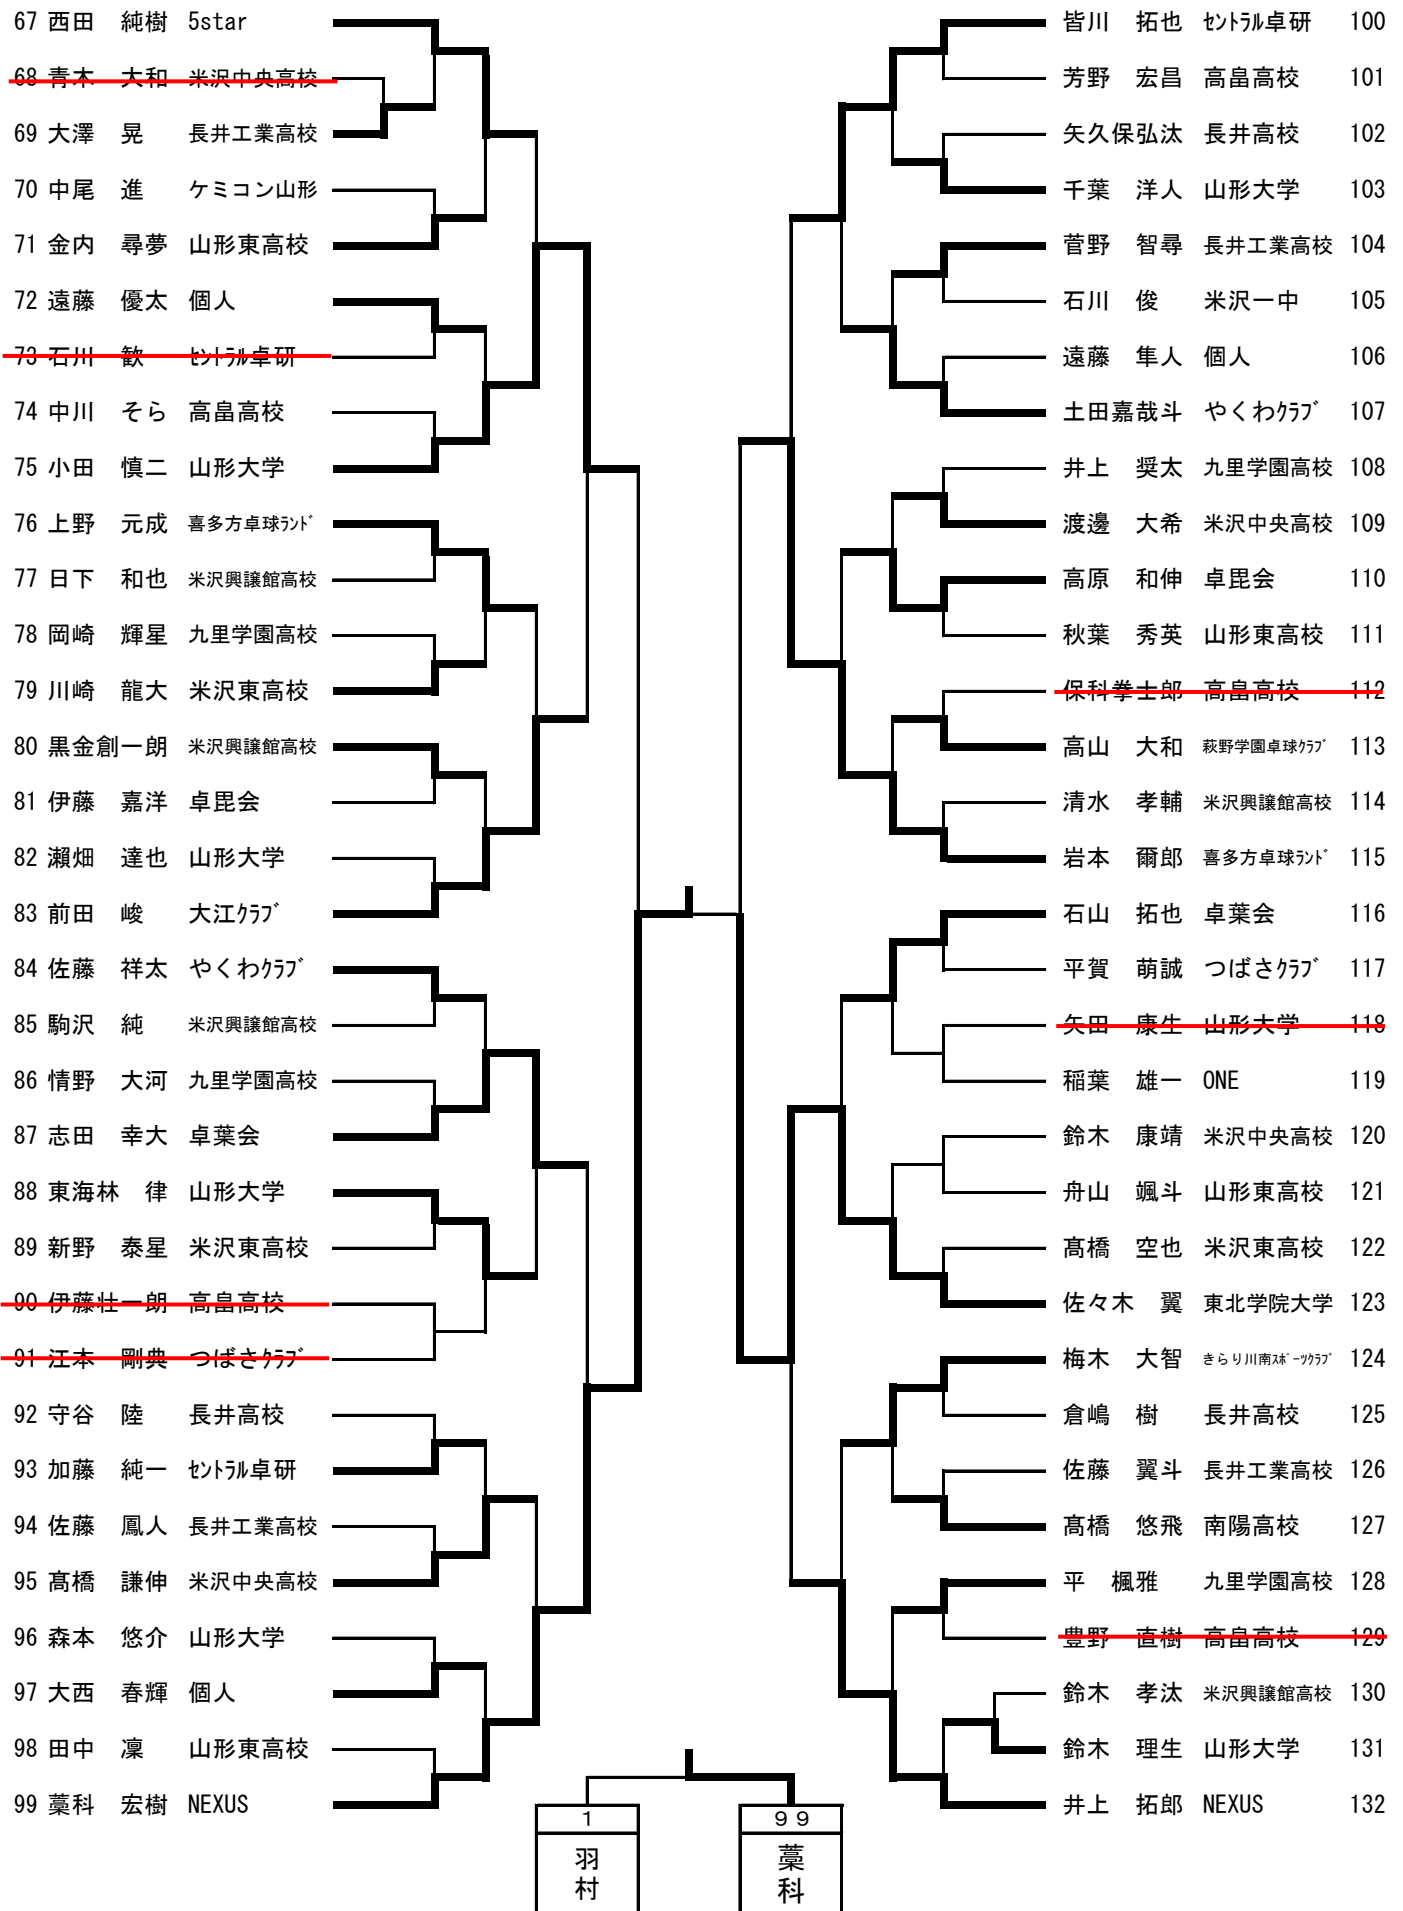 67 西田　純樹 5star
68 青木　大和 米沢中央高校
69 大澤　晃 長井工業高校
70 中尾　進 ケミコン山形
71 金内　尋夢 山形東高校
72 遠藤　優太 個人
73 石川　歓 ｾﾝﾄﾗﾙ卓研
74 中川　そら 高畠高校
75 小田　慎二 山形大学
76 上野　元成 喜多方卓球ﾗﾝﾄﾞ
77 日下　和也 米沢興譲館高校
78 岡崎　輝星 九里学園高校
79 川崎　龍大 米沢東高校
80 黒金創一朗 米沢興譲館高校
81 伊藤　嘉洋 卓毘会
82 瀬畑　達也 山形大学
83 前田　峻 大江ｸﾗﾌﾞ
84 佐藤　祥太 やくわｸﾗﾌﾞ
85 駒沢　純 米沢興譲館高校
86 情野　大河 九里学園高校
87 志田　幸大 卓葉会
88 東海林　律 山形大学
89 新野　泰星 米沢東高校
90 伊藤壮一朗 高畠高校
91 江本　剛典 つばさｸﾗﾌﾞ
92 守谷　陸 長井高校
93 加藤　純一 ｾﾝﾄﾗﾙ卓研
94 佐藤　鳳人 長井工業高校
95 髙橋　謙伸 米沢中央高校
96 森本　悠介 山形大学
97 大西　春輝 個人
98 田中　凜 山形東高校
99 藁科　宏樹 NEXUS
皆川　拓也 ｾﾝﾄﾗﾙ卓研 100
芳野　宏昌 高畠高校 101
矢久保弘汰 長井高校 102
千葉　洋人 山形大学 103
菅野　智尋 長井工業高校 104
石川　俊 米沢一中 105
遠藤　隼人 個人 106
土田嘉哉斗 やくわｸﾗﾌﾞ 107
井上　奨太 九里学園高校 108
渡邊　大希 米沢中央高校 109
高原　和伸 卓毘会 110
秋葉　秀英 山形東高校 111
保科拳士郎 高畠高校 112
高山　大和 萩野学園卓球ｸﾗﾌﾞ 113
清水　孝輔 米沢興譲館高校 114
岩本　爾郎 喜多方卓球ﾗﾝﾄﾞ 115
石山　拓也 卓葉会 116
平賀　萌誠 つばさｸﾗﾌﾞ 117
矢田　康生 山形大学 118
稲葉　雄一 ONE 119
鈴木　康靖 米沢中央高校 120
舟山　颯斗 山形東高校 121
髙橋　空也 米沢東高校 122
佐々木　翼 東北学院大学 123
梅木　大智 きらり川南ｽﾎﾟｰﾂｸﾗﾌﾞ 124
倉嶋　樹 長井高校 125
佐藤　翼斗 長井工業高校 126
髙橋　悠飛 南陽高校 127
平　楓雅 九里学園高校 128
豊野　直樹 高畠高校 129
鈴木　孝汰 米沢興譲館高校 130
鈴木　理生 山形大学 131
井上　拓郎 NEXUS 132
1
羽村
９９
藁科